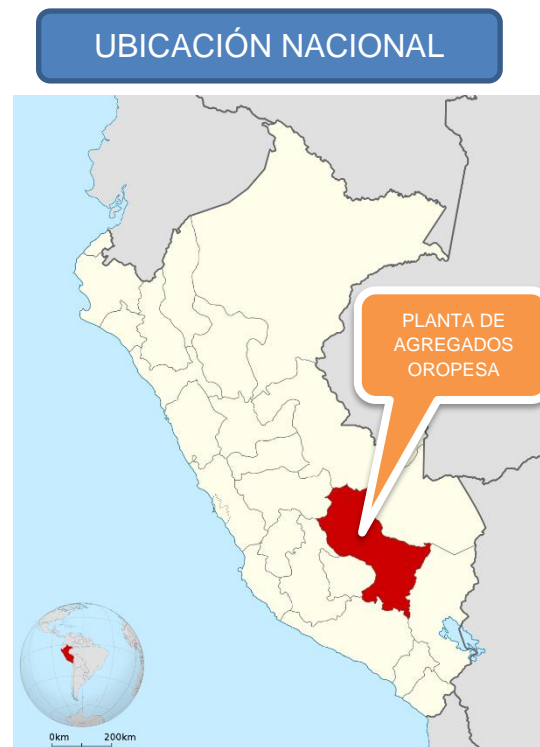 UBICACIÓN NACIONAL
PLANTA DE
AGREGADOS
OROPESA
0km 200km